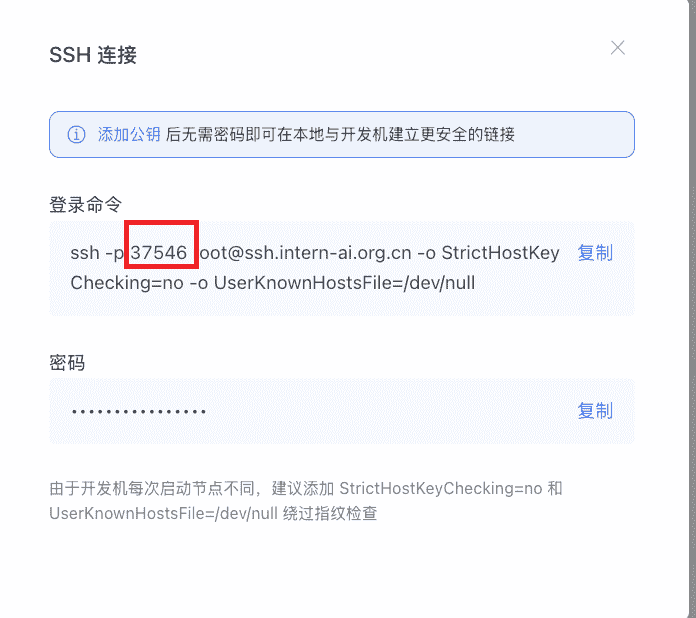 SSH 连接
添加公钥 后无需密码即可在本地与开发机建立更安全的链接
登录命令
ssh -p 37546 oot@ssh.intern-ai.org.cn -o StrictHostKey 复制
Checking=no -o UserKnownHostsFile=/dev/null
密码
•••••••••••••••• 复制
由于开发机每次启动节点不同，建议添加 StrictHostKeyChecking=no 和
UserKnownHostsFile=/dev/null 绕过指纹检查